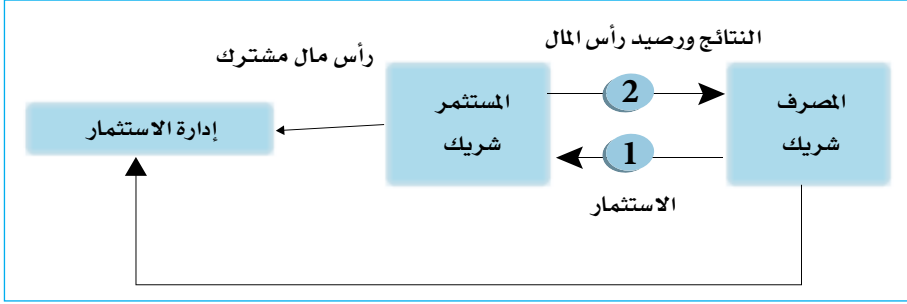 النتائج ورصيد رأس المال
رأس مال مشترك
المصرف
شريك
2
المستثمر
شريك
إدارة الاستثمار
1
الاستثمار